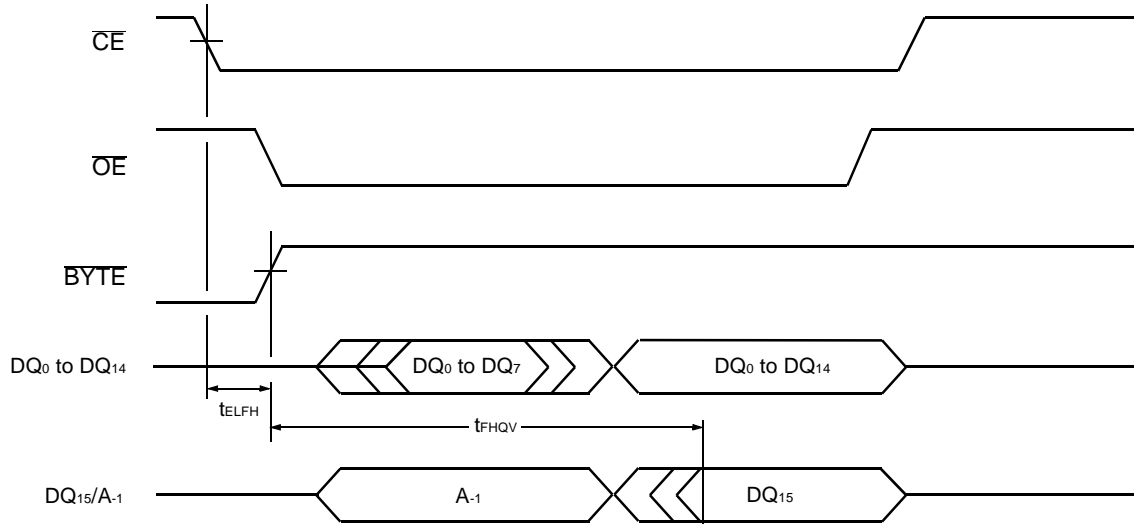 CE
OE
BYTE
DQ0 to DQ14 DQ0 to DQ7 DQ0 to DQ14
tELFH
tFHQV
DQ15/A-1 A-1 DQ15